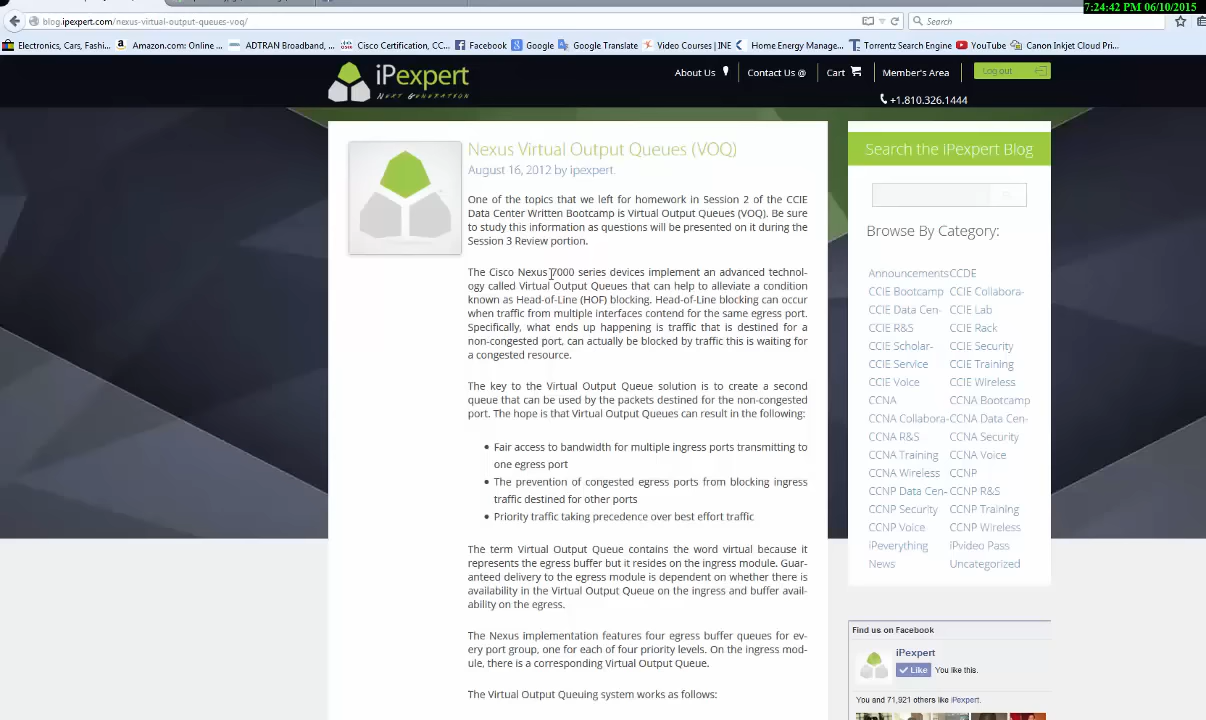 7:24:42 PM 06/10/2015
blog.ipexpert.com/nexus-virtual-output-queues-voq/
Search
Electronics, Cars, Fashi... Amazon.com: Online ... ADTRAN Broadband, ... Cisco Certification, CC... Facebook Google Google Translate Video Courses | INE Home Energy Manage... Torrentz Search Engine YouTube Canon Inkjet Cloud Pri...
iPexpert
NEXT GENERATION
About Us
Contact Us @
Cart
Member's Area
Log out
+1.810.326.1444
Nexus Virtual Output Queues (VOQ)
August 16, 2012 by ipexpert
One of the topics that we left for homework in Session 2 of the CCIE
Data Center Written Bootcamp is Virtual Output Queues (VOQ). Be sure
to study this information as questions will be presented on it during the
Session 3 Review portion.
The Cisco Nexus 7000 series devices implement an advanced technol-
ogy called Virtual Output Queues that can help to alleviate a condition
known as Head-of-Line (HOF) blocking. Head-of-Line blocking can occur
when traffic from multiple interfaces contend for the same egress port.
Specifically, what ends up happening is traffic that is destined for a
non-congested port, can actually be blocked by traffic this is waiting for
a congested resource.
The key to the Virtual Output Queue solution is to create a second
queue that can be used by the packets destined for the non-congested
port. The hope is that Virtual Output Queues can result in the following:
Fair access to bandwidth for multiple ingress ports transmitting to
one egress port
The prevention of congested egress ports from blocking ingress
traffic destined for other ports
Priority traffic taking precedence over best effort traffic
The term Virtual Output Queue contains the word virtual because it
represents the egress buffer but it resides on the ingress module. Guar-
anteed delivery to the egress module is dependent on whether there is
availability in the Virtual Output Queue on the ingress and buffer avail-
ability on the egress.
The Nexus implementation features four egress buffer queues for ev-
ery port group, one for each of four priority levels. On the ingress mod-
ule, there is a corresponding Virtual Output Queue.
The Virtual Output Queuing system works as follows:
Search the iPexpert Blog
Browse By Category:
Announcements CCDE
CCIE Bootcamp CCIE Collabora-
CCIE Data Cen- CCIE Lab
CCIE R&S CCIE Rack
CCIE Scholar- CCIE Security
CCIE Service CCIE Training
CCIE Voice CCIE Wireless
CCNA CCNA Bootcamp
CCNA Collabora- CCNA Data Cen-
CCNA R&S CCNA Security
CCNA Training CCNA Voice
CCNA Wireless CCNP
CCNP Data Cen- CCNP R&S
CCNP Security CCNP Training
CCNP Voice CCNP Wireless
iPeverything iPvideo Pass
News Uncategorized
Find us on Facebook
iPexpert
Like You like this.
You and 71,921 others like iPexpert.